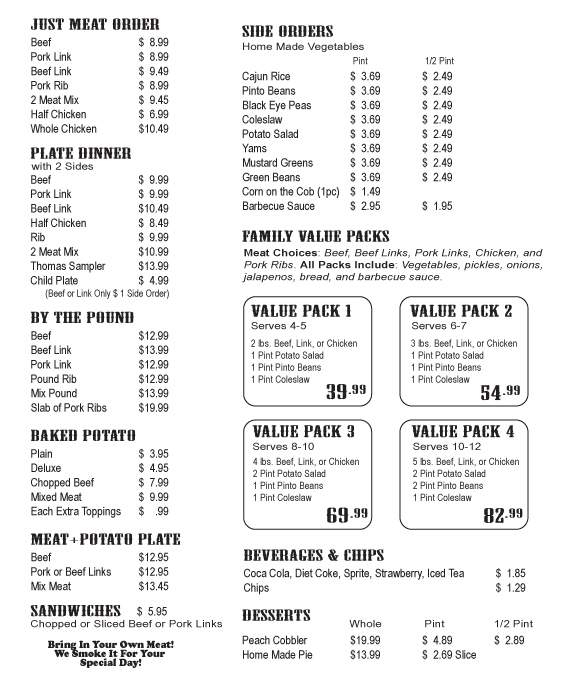 JUST MEAT ORDER
Beef $ 8.99
Pork Link $ 8.99
Beef Link $ 9.49
Pork Rib $ 8.99
2 Meat Mix $ 9.45
Half Chicken $ 6.99
Whole Chicken $10.49
PLATE DINNER
with 2 Sides
Beef $ 9.99
Pork Link $ 9.99
Beef Link $10.49
Half Chicken $ 8.49
Rib $ 9.99
2 Meat Mix $10.99
Thomas Sampler $13.99
Child Plate $ 4.99
(Beef or Link Only $ 1 Side Order)
BY THE POUND
Beef $12.99
Beef Link $13.99
Pork Link $12.99
Pound Rib $12.99
Mix Pound $13.99
Slab of Pork Ribs $19.99
BAKED POTATO
Plain $ 3.95
Deluxe $ 4.95
Chopped Beef $ 7.99
Mixed Meat $ 9.99
Each Extra Toppings $ .99
MEAT+POTATO PLATE
Beef $12.95
Pork or Beef Links $12.95
Mix Meat $13.45
SANDWICHES $ 5.95
Chopped or Sliced Beef or Pork Links
Bring In Your Own Meat!
We Smoke It For Your
Special Day!
SIDE ORDERS
Home Made Vegetables
Pint 1/2 Pint
Cajun Rice $ 3.69 $ 2.49
Pinto Beans $ 3.69 $ 2.49
Black Eye Peas $ 3.69 $ 2.49
Coleslaw $ 3.69 $ 2.49
Potato Salad $ 3.69 $ 2.49
Yams $ 3.69 $ 2.49
Mustard Greens $ 3.69 $ 2.49
Green Beans $ 3.69 $ 2.49
Corn on the Cob (1pc) $ 1.49
Barbecue Sauce $ 2.95 $ 1.95
FAMILY VALUE PACKS
Meat Choices: Beef, Beef Links, Pork Links, Chicken, and
Pork Ribs. All Packs Include: Vegetables, pickles, onions,
jalapenos, bread, and barbecue sauce.
VALUE PACK 1
Serves 4-5
2 lbs. Beef, Link, or Chicken
1 Pint Potato Salad
1 Pint Pinto Beans
1 Pint Coleslaw
39.99
VALUE PACK 2
Serves 6-7
3 lbs. Beef, Link, or Chicken
1 Pint Potato Salad
1 Pint Pinto Beans
1 Pint Coleslaw
54.99
VALUE PACK 3
Serves 8-10
4 lbs. Beef, Link, or Chicken
2 Pint Potato Salad
1 Pint Pinto Beans
1 Pint Coleslaw
69.99
VALUE PACK 4
Serves 10-12
5 lbs. Beef, Link, or Chicken
2 Pint Potato Salad
2 Pint Pinto Beans
1 Pint Coleslaw
82.99
BEVERAGES & CHIPS
Coca Cola, Diet Coke, Sprite, Strawberry, Iced Tea $ 1.85
Chips $ 1.29
DESSERTS
Whole Pint 1/2 Pint
Peach Cobbler $19.99 $ 4.89 $ 2.89
Home Made Pie $13.99 $ 2.69 Slice